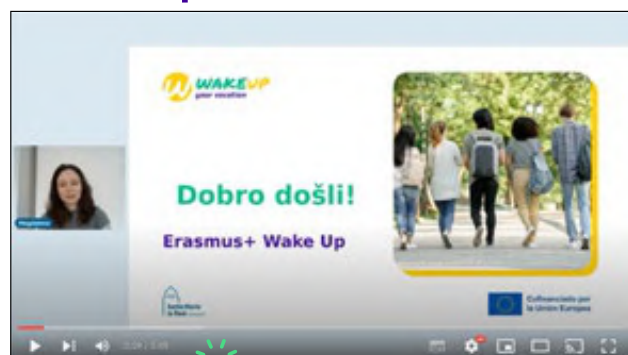 WAKEUP
your vocation
Dobro došli!
Erasmus+ Wake Up
Cofinanciado por
la Unión Europea